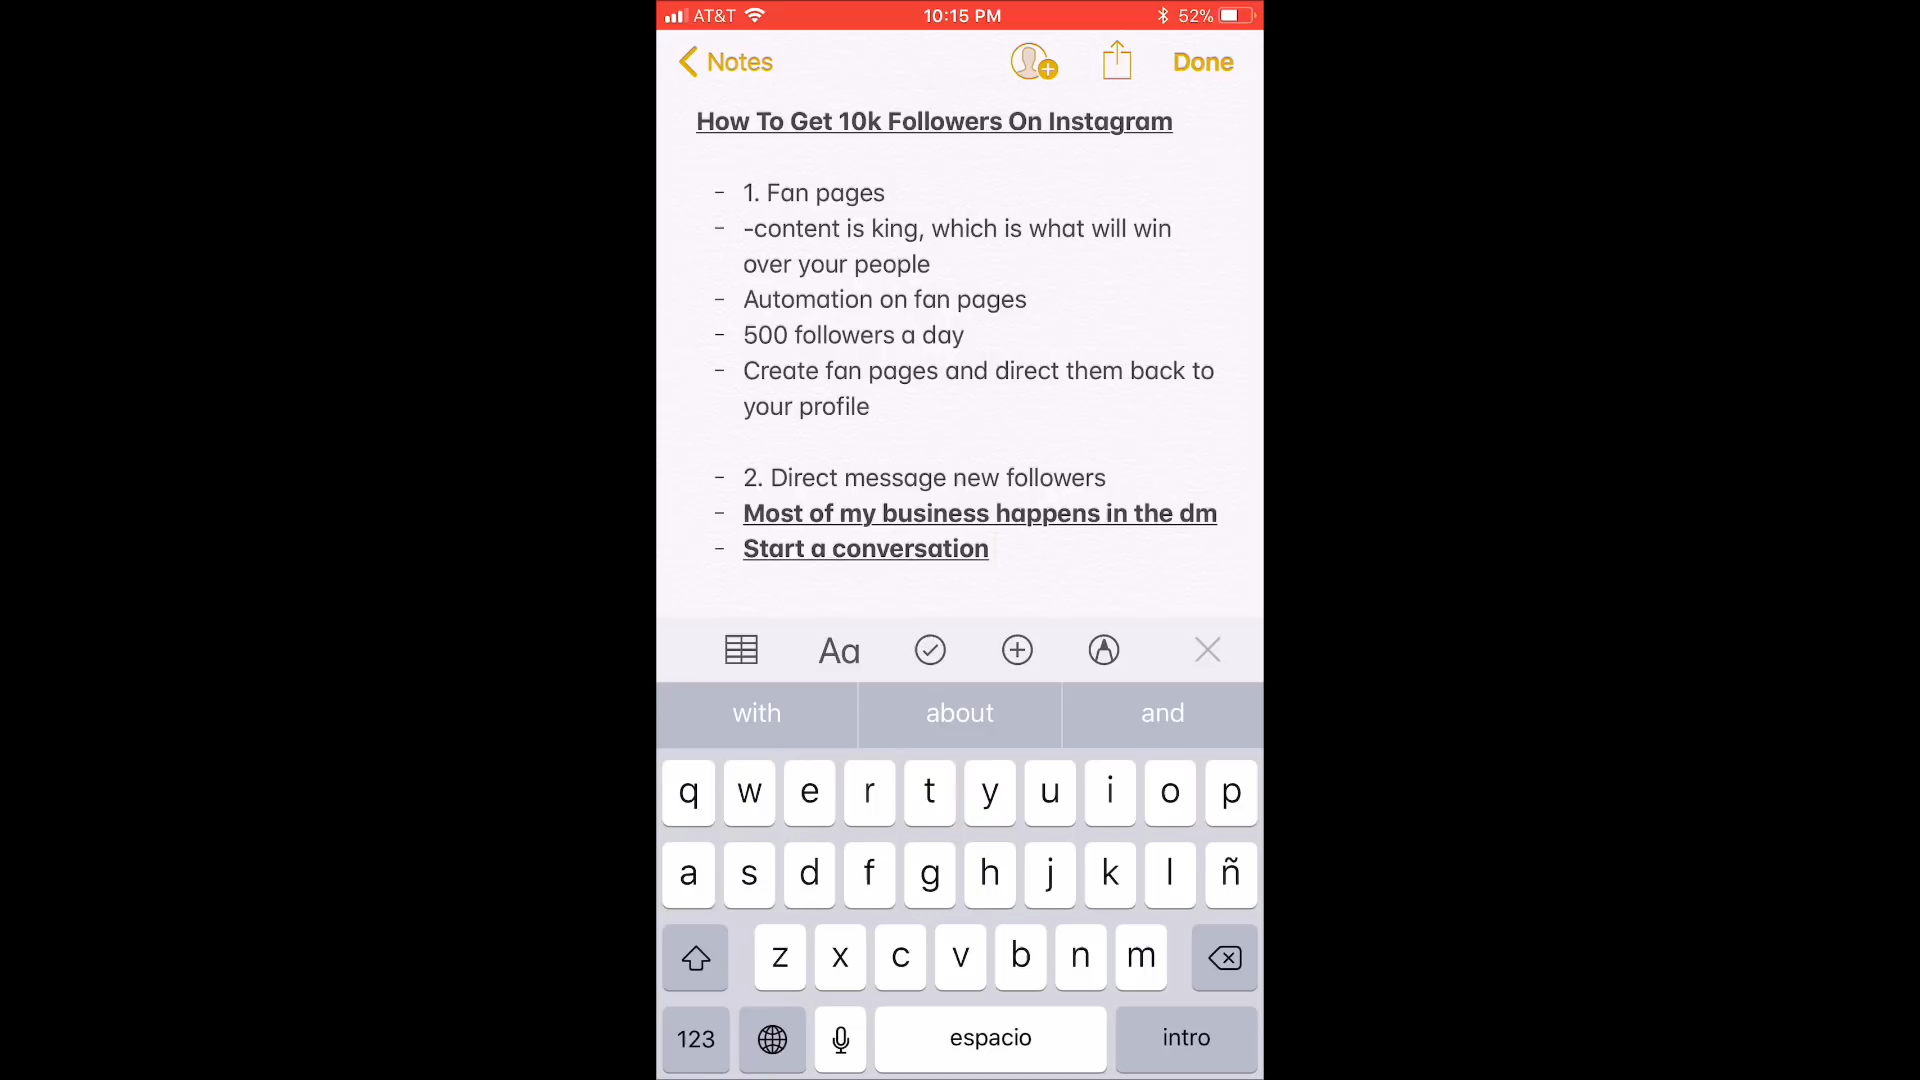 AT&T 10:15 PM 52%
Notes Done
How To Get 10k Followers On Instagram
- 1. Fan pages
- -content is king, which is what will win
over your people
- Automation on fan pages
- 500 followers a day
- Create fan pages and direct them back to
your profile
- 2. Direct message new followers
- Most of my business happens in the dm
- Start a conversation
Aa
with about and
q w e r t y u i o p
a s d f g h j k l ñ
z x c v b n m
123 espacio intro